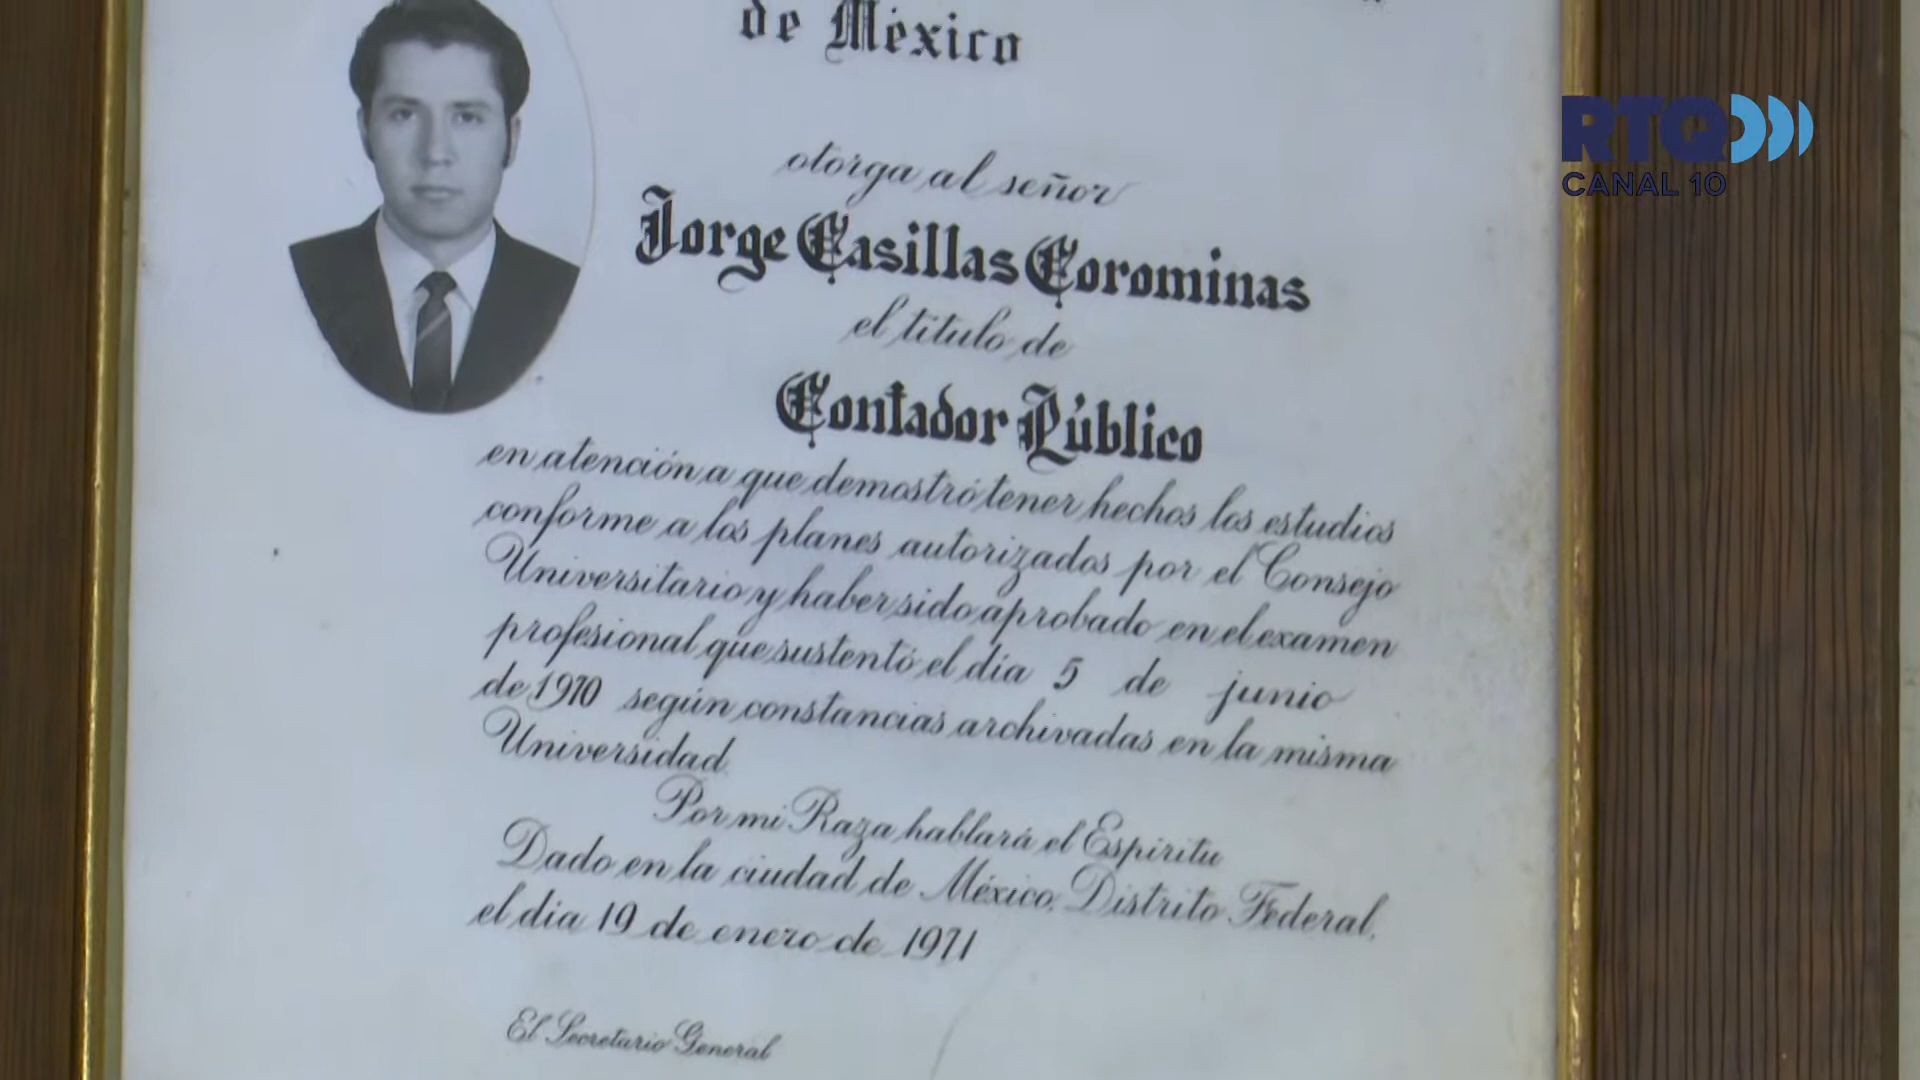 de México
RTQ
CANAL 10
otorga al señor
Jorge Casillas Corominas
el título de
Contador Público
en atención a que demostró tener hechos los estudios
conforme a los planes autorizados por el Consejo
Universitario y haber sido aprobado en el examen
profesional que sustentó el día 5 de junio
de 1970 según constancias archivadas en la misma
Universidad.
Por mi Raza hablará el Espíritu
Dado en la ciudad de México, Distrito Federal,
el día 19 de enero de 1971
El Secretario General